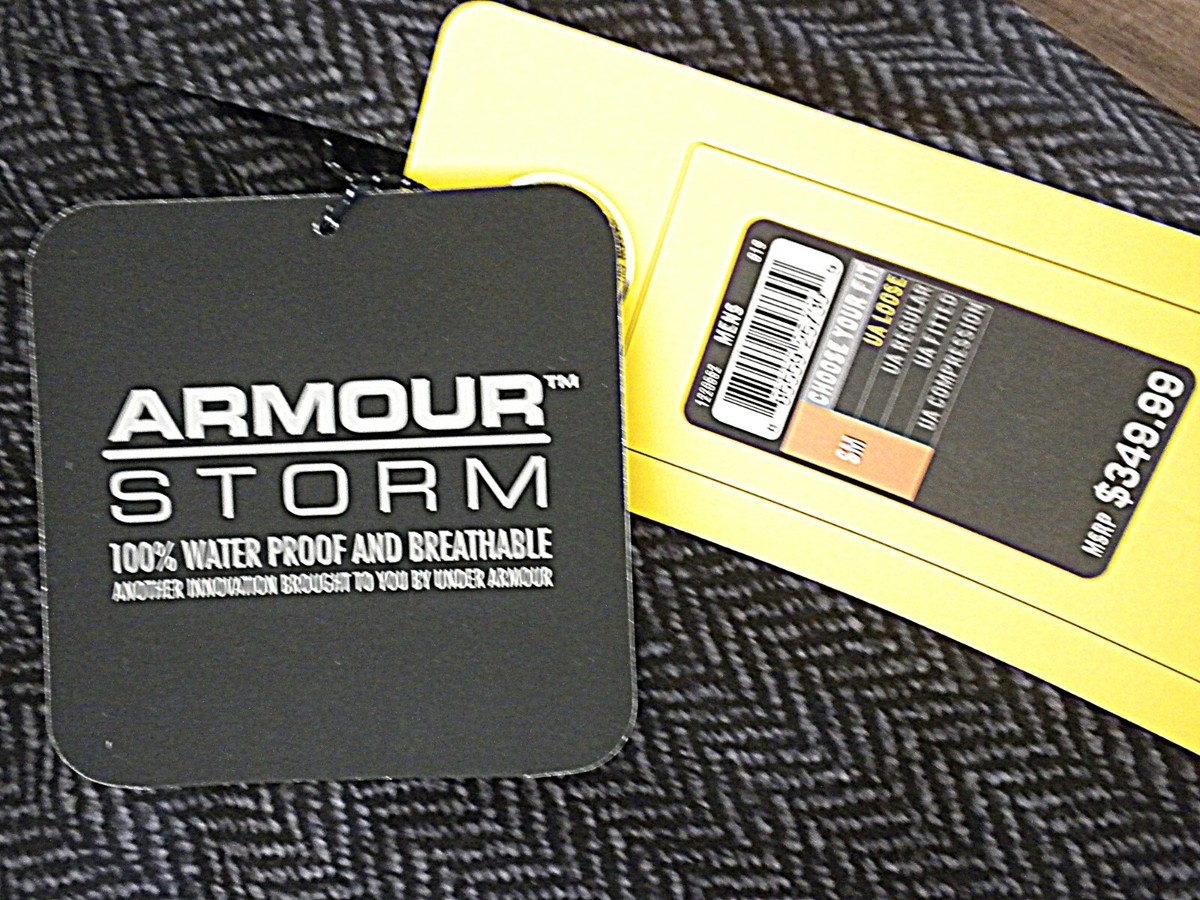 ARMOUR™
STORM
100% WATER PROOF AND BREATHABLE
ANOTHER INNOVATION BROUGHT TO YOU BY UNDER ARMOUR
MENS
019
CHOOSE YOUR FIT
UA LOOSE
UA REGULAR
UA FITTED
UA COMPRESSION
SM
MSRP $349.99